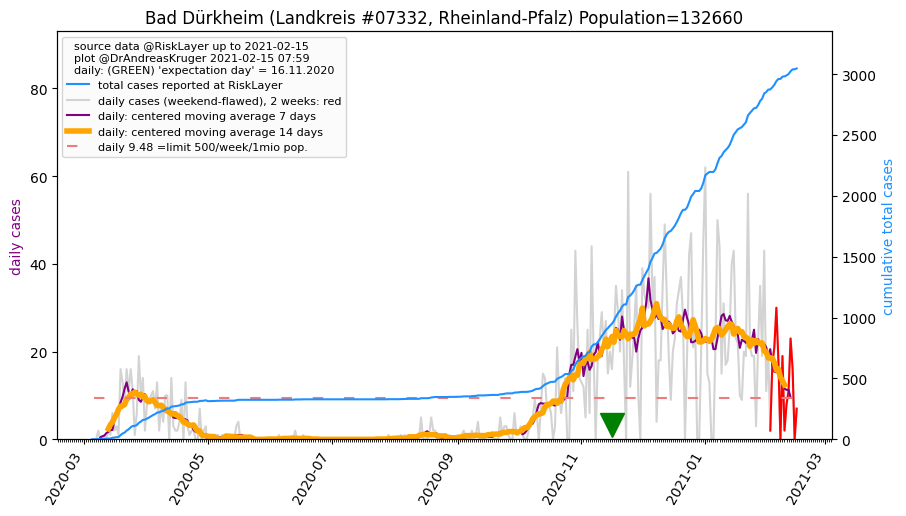 Bad Dürkheim (Landkreis #07332, Rheinland-Pfalz) Population=132660
source data @RiskLayer up to 2021-02-15
plot @DrAndreasKruger 2021-02-15 07:59
daily: (GREEN) 'expectation day' = 16.11.2020
total cases reported at RiskLayer
daily cases (weekend-flawed), 2 weeks: red
daily: centered moving average 7 days
daily: centered moving average 14 days
daily 9.48 =limit 500/week/1mio pop.
daily cases
80
60
40
20
0
cumulative total cases
3000
2500
2000
1500
1000
500
0
2020-03
2020-05
2020-07
2020-09
2020-11
2021-01
2021-03